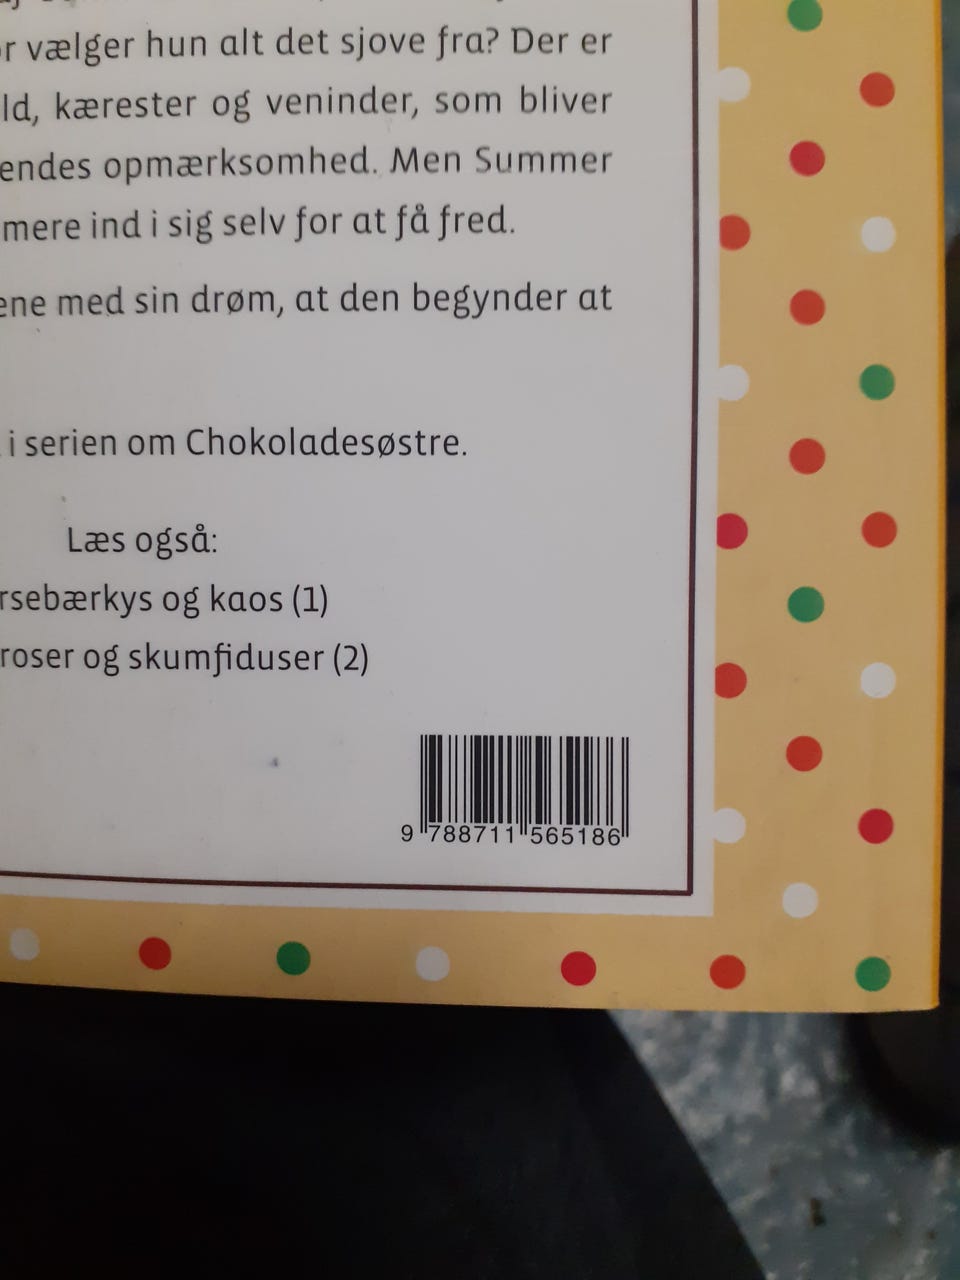 vælger hun alt det sjove fra? Der er
kærester og veninder, som bliver
opmærksomhed. Men Summer
mere ind i sig selv for at få fred.
med sin drøm, at den begynder at
i serien om Chokoladesøstre.
Læs også:
rsebærkys og kaos (1)
roser og skumfiduser (2)
9 788711 565186